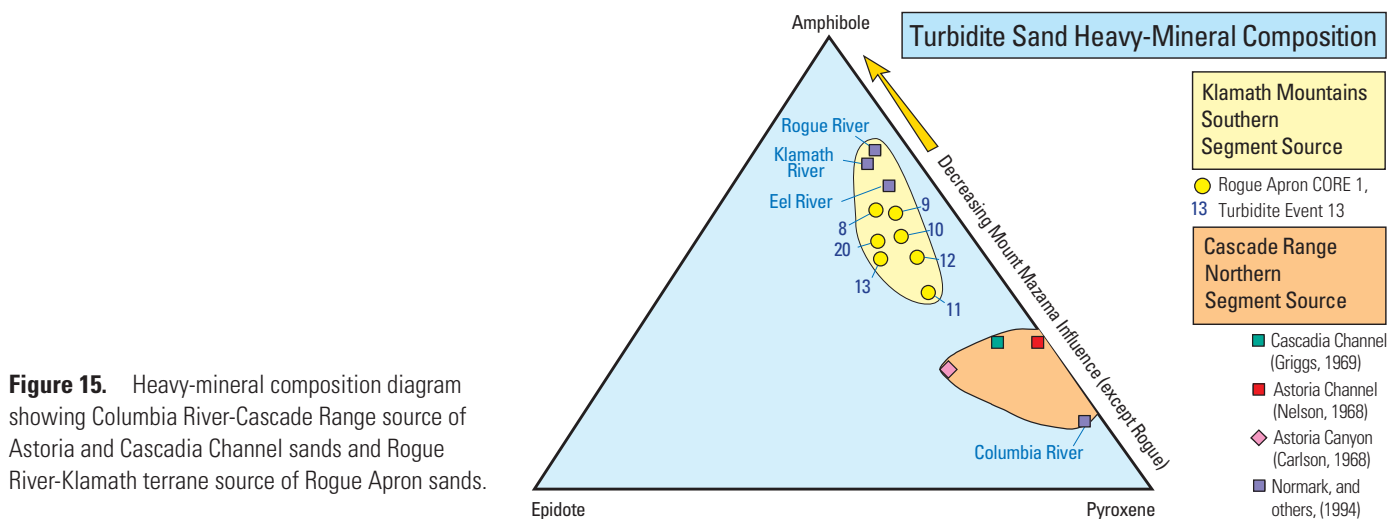 Turbidite Sand Heavy-Mineral Composition
Amphibole
Rogue River
Klamath
River
Eel River
8
9
10
20
12
13
11
Decreasing Mount Mazama Influence (except Rogue)
Columbia River
Epidote
Pyroxene
Klamath Mountains
Southern
Segment Source
Rogue Apron CORE 1,
13 Turbidite Event 13
Cascade Range
Northern
Segment Source
Cascadia Channel
(Griggs, 1969)
Astoria Channel
(Nelson, 1968)
Astoria Canyon
(Carlson, 1968)
Normark, and
others, (1994)
Figure 15. Heavy-mineral composition diagram
showing Columbia River-Cascade Range source of
Astoria and Cascadia Channel sands and Rogue
River-Klamath terrane source of Rogue Apron sands.